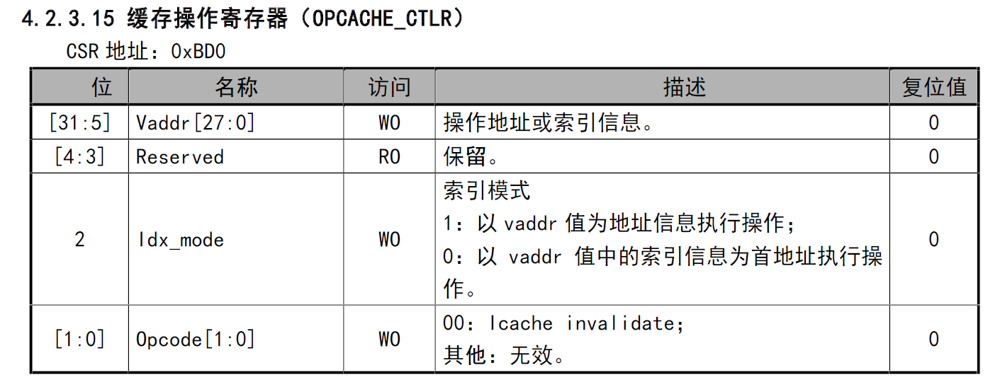 4.2.3.15 缓存操作寄存器（OPCACHE_CTLR）
CSR 地址：0xBD0
位 名称 访问 描述 复位值
[31:5] Vaddr[27:0] WO 操作地址或索引信息。 0
[4:3] Reserved RO 保留。 0
2 Idx_mode WO 索引模式
1：以 vaddr 值为地址信息执行操作；
0：以 vaddr 值中的索引信息为首地址执行操
作。 0
[1:0] Opcode[1:0] WO 00：Icache invalidate；
其他：无效。 0